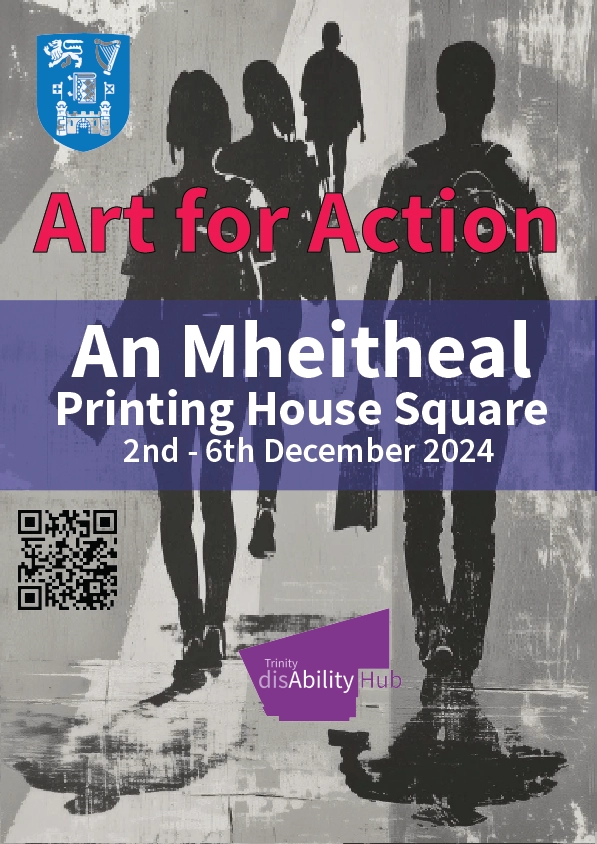 Art for Action
An Mheitheal
Printing House Square
2nd - 6th December 2024
Trinity
disAbility Hub